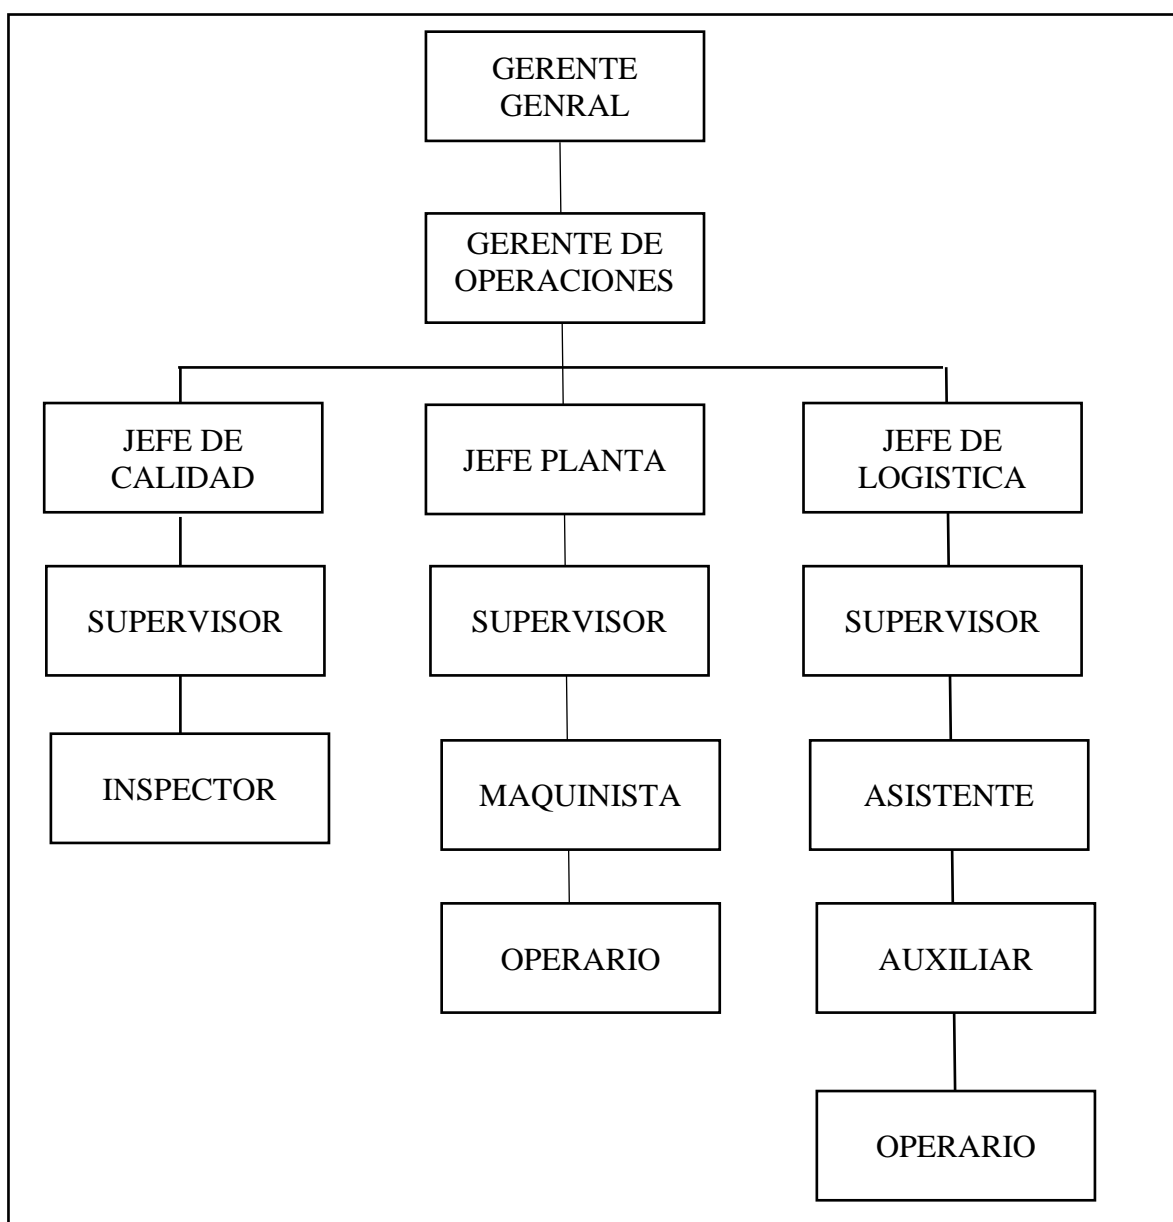 GERENTE
GENRAL
GERENTE DE
OPERACIONES
JEFE DE
CALIDAD
JEFE PLANTA
JEFE DE
LOGISTICA
SUPERVISOR
SUPERVISOR
SUPERVISOR
INSPECTOR
MAQUINISTA
ASISTENTE
OPERARIO
AUXILIAR
OPERARIO